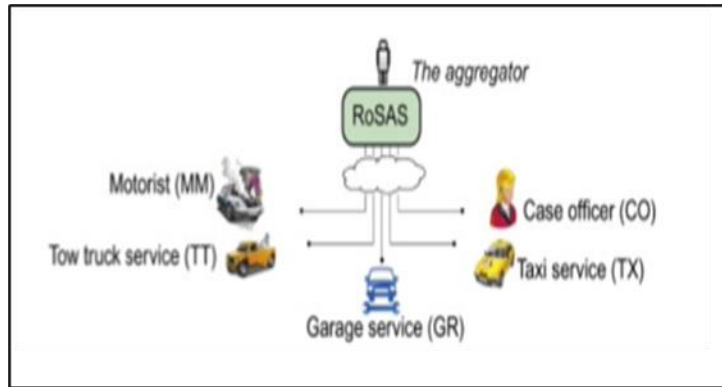 The aggregator
RoSAS
Motorist (MM)
Case officer (CO)
Tow truck service (TT)
Taxi service (TX)
Garage service (GR)